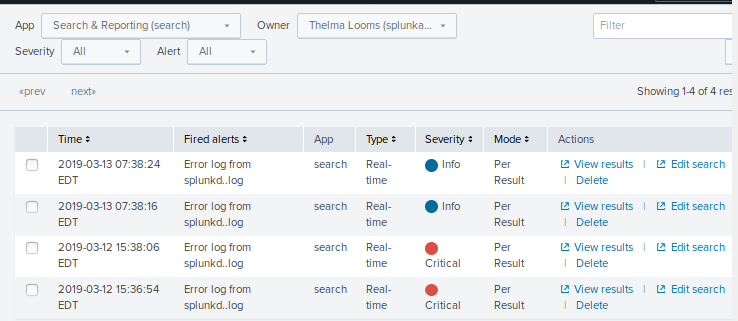 App Search & Reporting (search) Owner Thelma Looms (splunka... Filter
Severity All Alert All
«prev next» Showing 1-4 of 4 res
Time Fired alerts App Type Severity Mode Actions
2019-03-13 07:38:24 Error log from search Real- Info Per View results | Edit search
EDT splunkd..log time Result | Delete
2019-03-13 07:38:16 Error log from search Real- Info Per View results | Edit search
EDT splunkd..log time Result | Delete
2019-03-12 15:38:06 Error log from search Real- Per View results | Edit search
EDT splunkd..log time Critical Result | Delete
2019-03-12 15:36:54 Error log from search Real- Per View results | Edit search
EDT splunkd..log time Critical Result | Delete